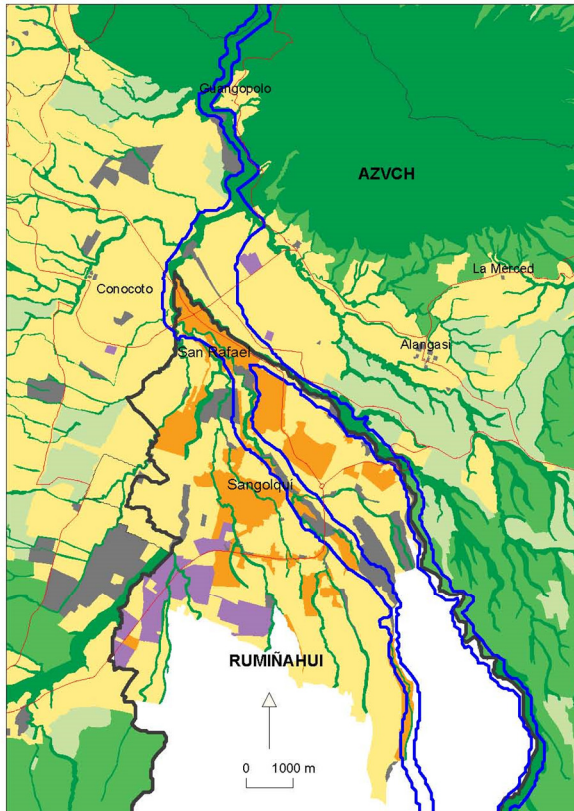 Guangopolo
AZVCH
La Merced
Conocoto
Alangasi
San Rafael
Sangolquí
RUMIÑAHUI
0 1000 m